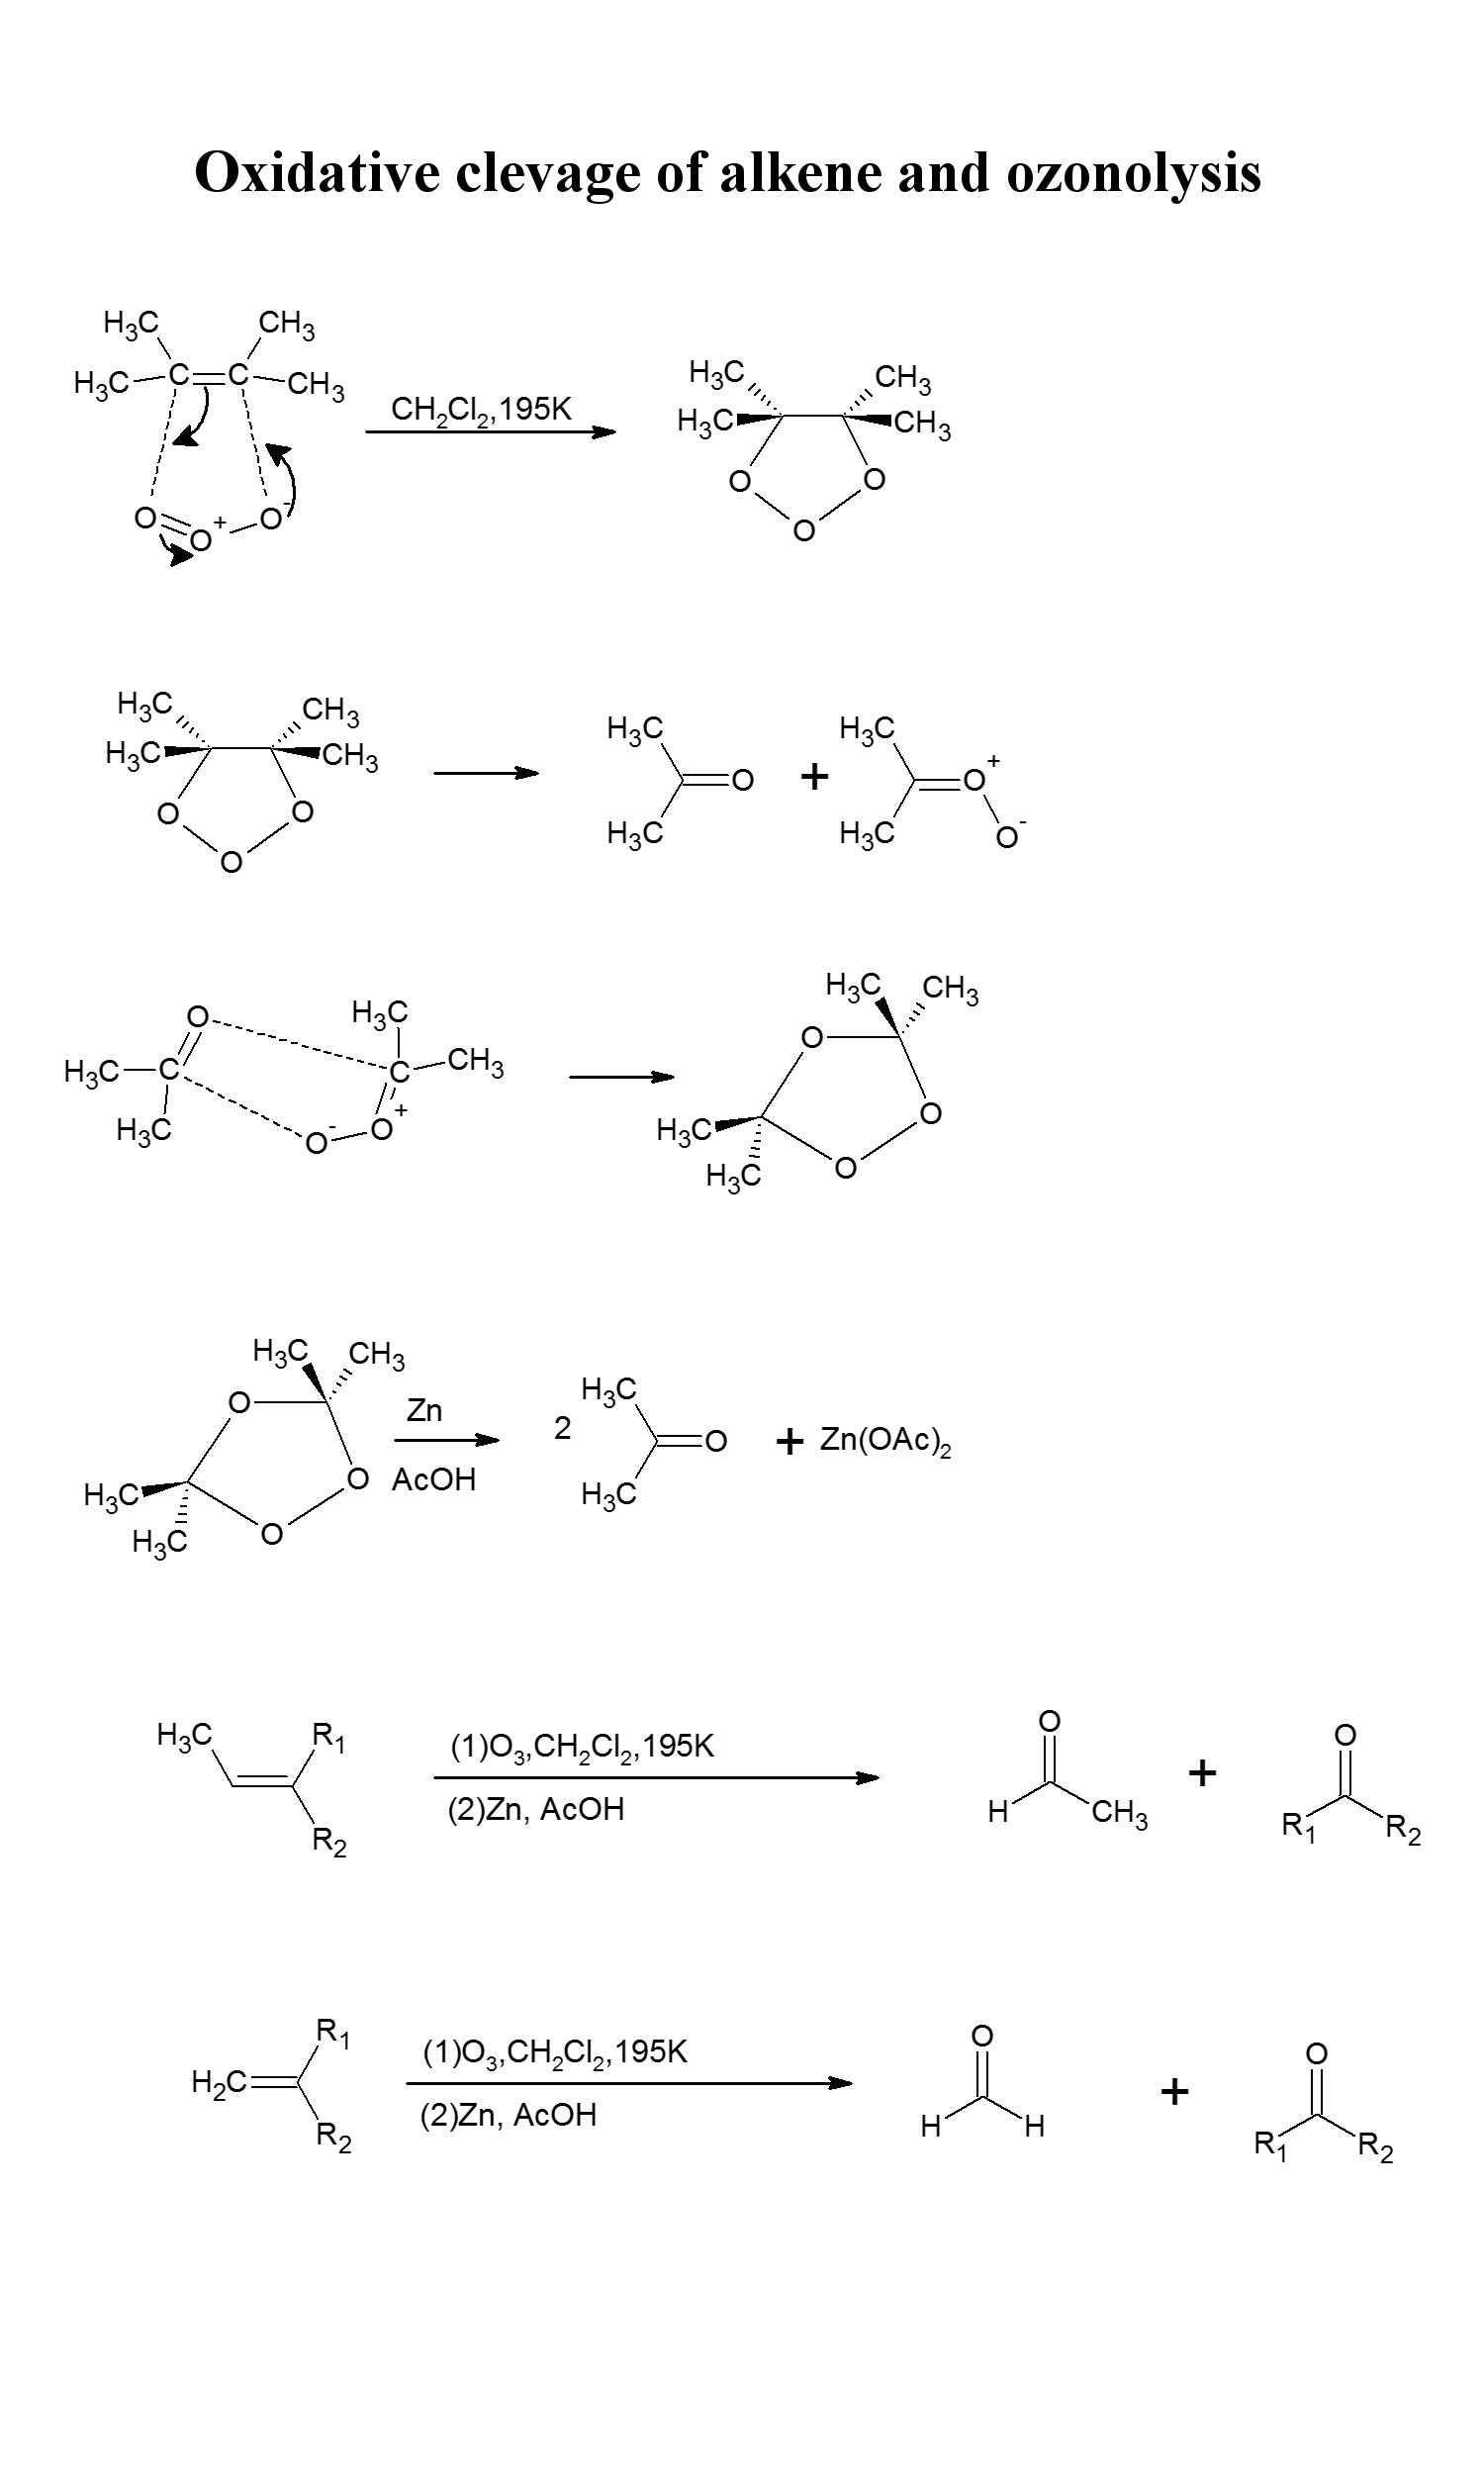 Oxidative clevage of alkene and ozonolysis
H3C CH3
H3C C C CH3
CH2Cl2,195K
O O+ O-
H3C CH3
H3C CH3
O O
O
H3C CH3
H3C CH3
O O
O
H3C
O
H3C
+
H3C
O+
H3C O-
O
H3C C
H3C
H3C
C CH3
O- O+
H3C CH3
O
O
H3C
H3C O
H3C CH3
O
O
H3C
H3C O
Zn
AcOH
2
H3C
O
H3C
+ Zn(OAc)2
H3C R1
R2
(1)O3,CH2Cl2,195K
(2)Zn, AcOH
O
H CH3
+
O
R1 R2
R1
H2C
R2
(1)O3,CH2Cl2,195K
(2)Zn, AcOH
O
H H
+
O
R1 R2